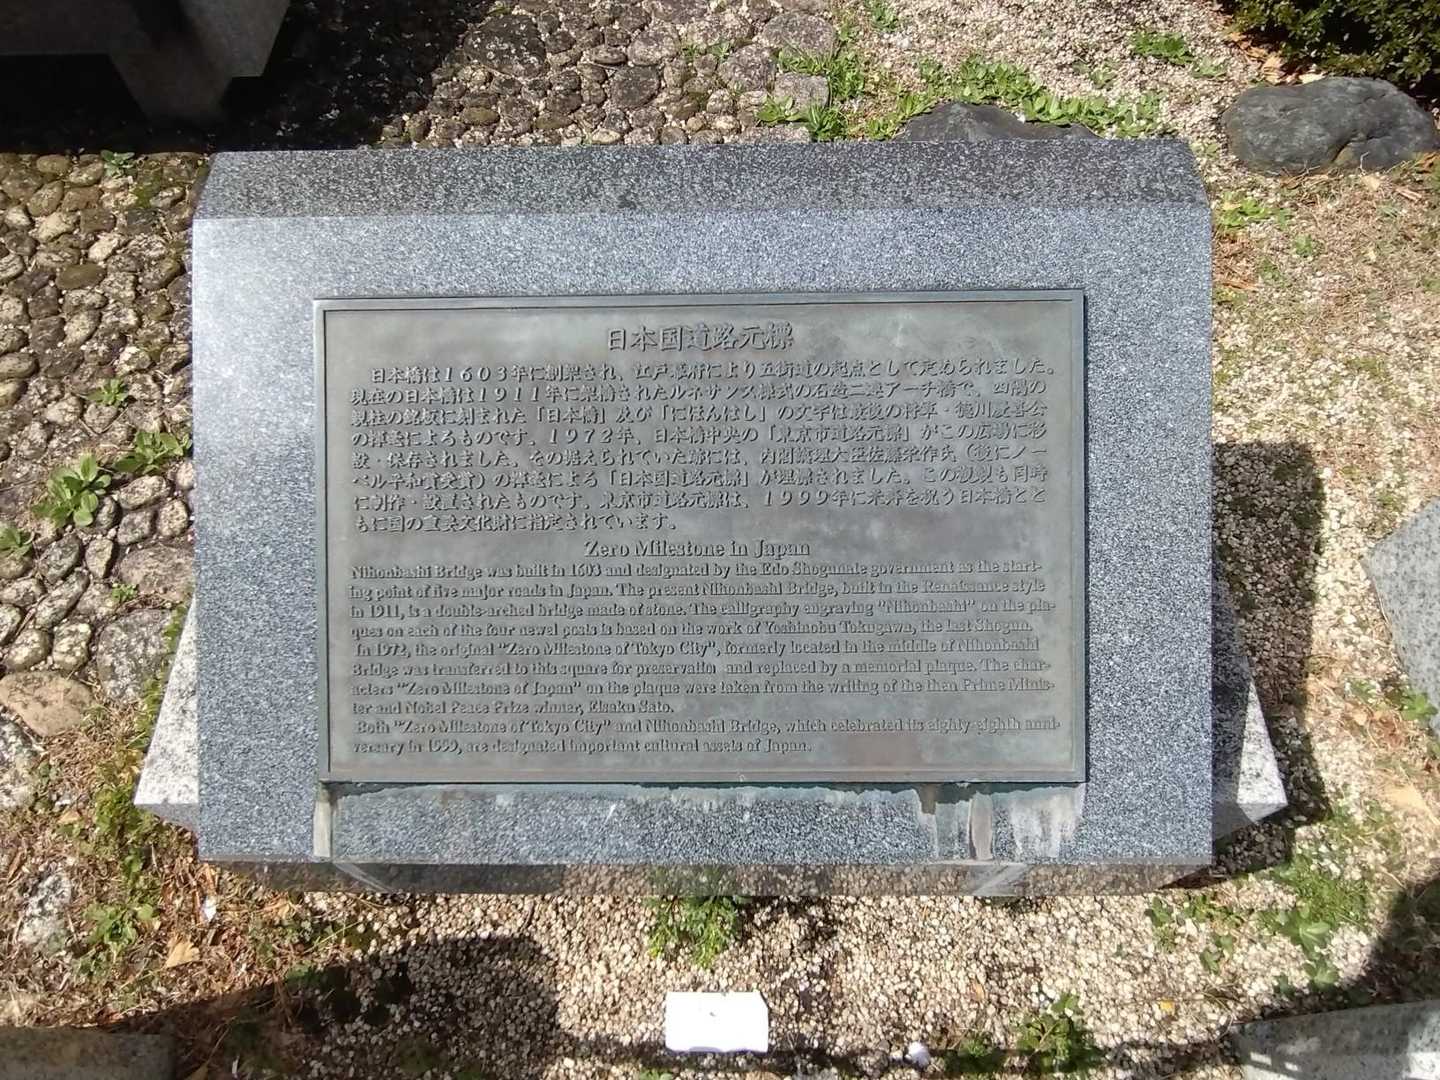 日本国道路元標
日本橋は1603年に創架され、江戸幕府により五街道の起点として定められました。
現在の日本橋は1911年に架橋されたルネサンス様式の石造二連アーチ橋で、四隅の
親柱の銘板に刻まれた「日本橋」及び「にほんばし」の文字は最後の将軍・徳川慶喜公
の揮毫によるものです。1972年、日本橋中央の「東京市道路元標」がこの広場に移
設・保存されました。その据えられていた跡には、内閣総理大臣佐藤栄作氏（後にノー
ベル平和賞受賞）の揮毫による「日本国道路元標」が埋標されました。この複製も同時
に制作・設置されたものです。東京市道路元標は、1999年に米寿を祝う日本橋とと
もに国の重要文化財に指定されています。
Zero Milestone in Japan
Nihonbashi Bridge was built in 1603 and designated by the Edo Shogunate government as the start-
ing point of five major roads in Japan. The present Nihonbashi Bridge, built in the Renaissance style
in 1911, is a double-arched bridge made of stone. The calligraphy engraving "Nihonbashi" on the pla-
ques on each of the four newel posts is based on the work of Yoshinobu Tokugawa, the last Shogun.
In 1972, the original "Zero Milestone of Tokyo City", formerly located in the middle of Nihonbashi
Bridge was transferred to this square for preservation and replaced by a memorial plaque. The char-
acters "Zero Milestone of Japan" on the plaque were taken from the writing of the then Prime Minis-
ter and Nobel Peace Prize winner, Eisaku Sato.
Both "Zero Milestone of Tokyo City" and Nihonbashi Bridge, which celebrated its eighty-eighth anni-
versary in 1999, are designated important cultural assets of Japan.